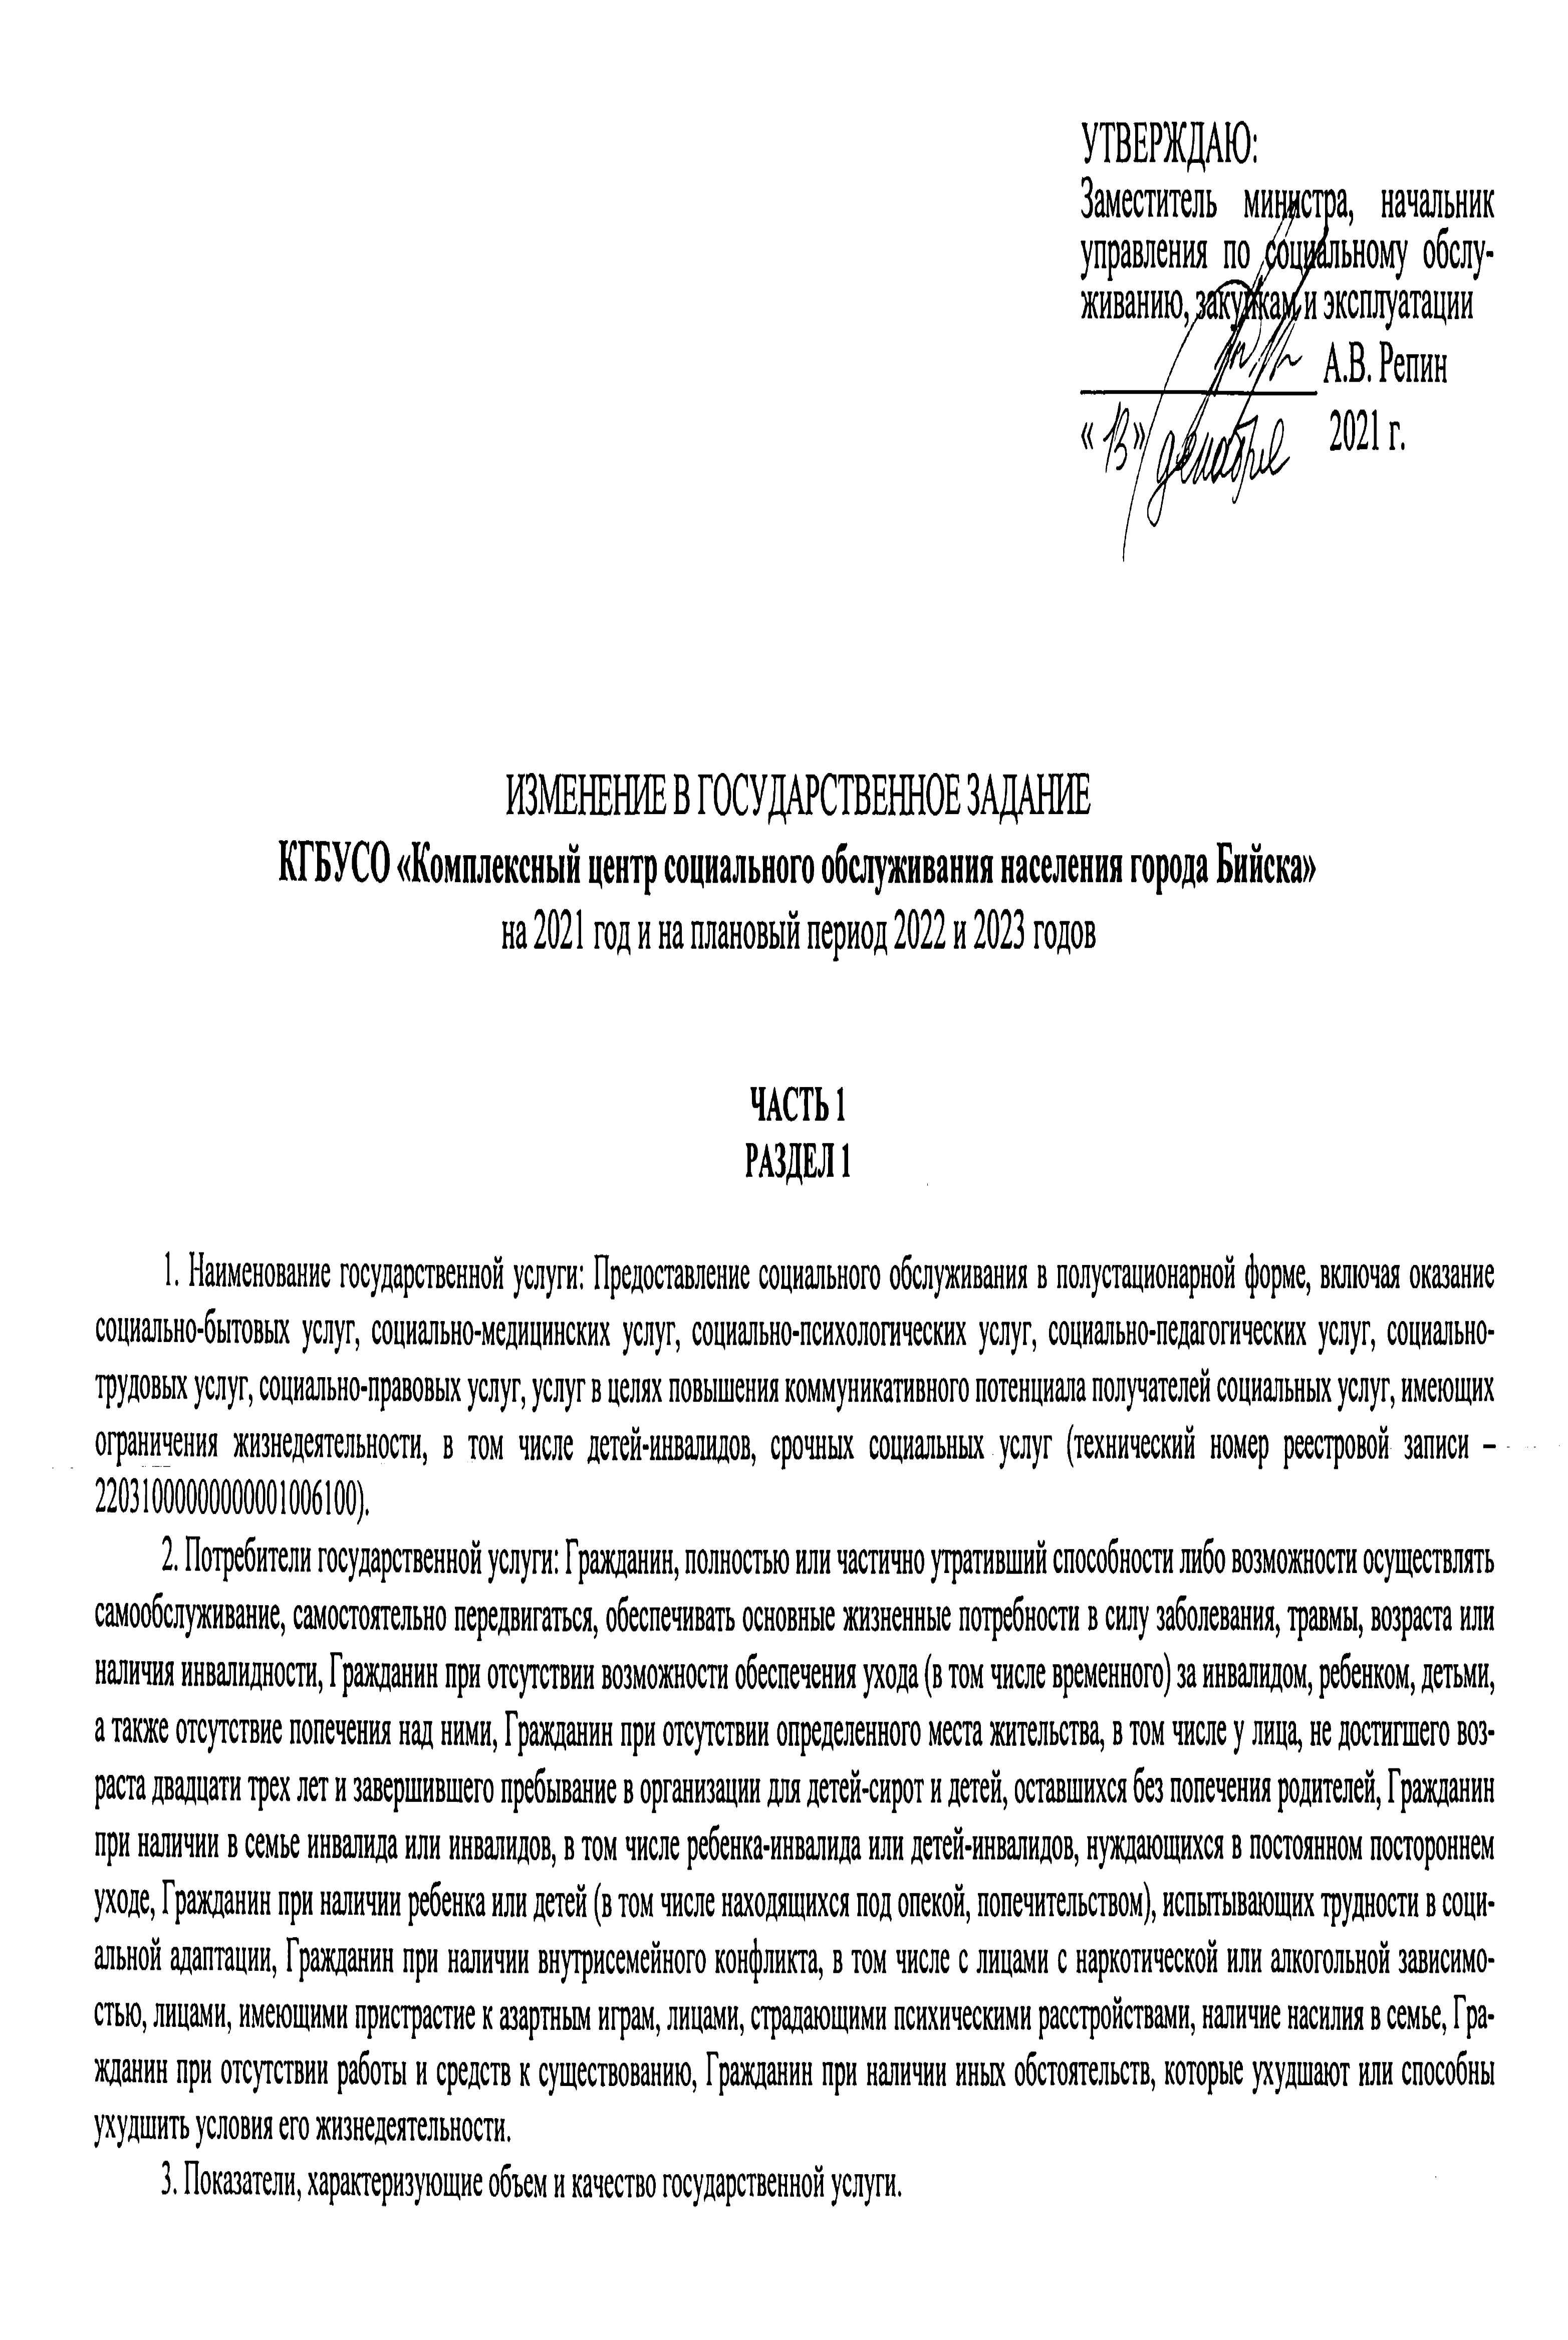 УТВЕРЖДАЮ:
Заместитель министра, начальник
управления по социальному обслу-
живанию, закупкам и эксплуатации
А.В. Репин
« 13 » декабря 2021 г.
ИЗМЕНЕНИЕ В ГОСУДАРСТВЕННОЕ ЗАДАНИЕ
КГБУСО «Комплексный центр социального обслуживания населения города Бийска»
на 2021 год и на плановый период 2022 и 2023 годов
ЧАСТЬ 1
РАЗДЕЛ 1
1. Наименование государственной услуги: Предоставление социального обслуживания в полустационарной форме, включая оказание
социально-бытовых услуг, социально-медицинских услуг, социально-психологических услуг, социально-педагогических услуг, социально-
трудовых услуг, социально-правовых услуг, услуг в целях повышения коммуникативного потенциала получателей социальных услуг, имеющих
ограничения жизнедеятельности, в том числе детей-инвалидов, срочных социальных услуг (технический номер реестровой записи –
22031000000000001006100).
2. Потребители государственной услуги: Гражданин, полностью или частично утративший способности либо возможности осуществлять
самообслуживание, самостоятельно передвигаться, обеспечивать основные жизненные потребности в силу заболевания, травмы, возраста или
наличия инвалидности, Гражданин при отсутствии возможности обеспечения ухода (в том числе временного) за инвалидом, ребенком, детьми,
а также отсутствие попечения над ними, Гражданин при отсутствии определенного места жительства, в том числе у лица, не достигшего воз-
раста двадцати трех лет и завершившего пребывание в организации для детей-сирот и детей, оставшихся без попечения родителей, Гражданин
при наличии в семье инвалида или инвалидов, в том числе ребенка-инвалида или детей-инвалидов, нуждающихся в постоянном постороннем
уходе, Гражданин при наличии ребенка или детей (в том числе находящихся под опекой, попечительством), испытывающих трудности в соци-
альной адаптации, Гражданин при наличии внутрисемейного конфликта, в том числе с лицами с наркотической или алкогольной зависимо-
стью, лицами, имеющими пристрастие к азартным играм, лицами, страдающими психическими расстройствами, наличие насилия в семье, Гра-
жданин при отсутствии работы и средств к существованию, Гражданин при наличии иных обстоятельств, которые ухудшают или способны
ухудшить условия его жизнедеятельности.
3. Показатели, характеризующие объем и качество государственной услуги.